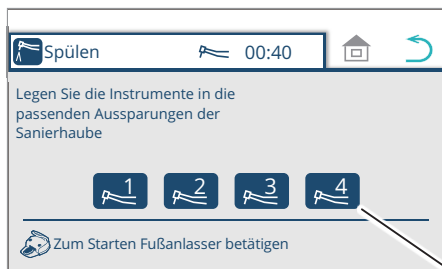 Spülen 00:40
Legen Sie die Instrumente in die
passenden Aussparungen der
Sanierhaube
1 2 3 4
Zum Starten Fußanlasser betätigen